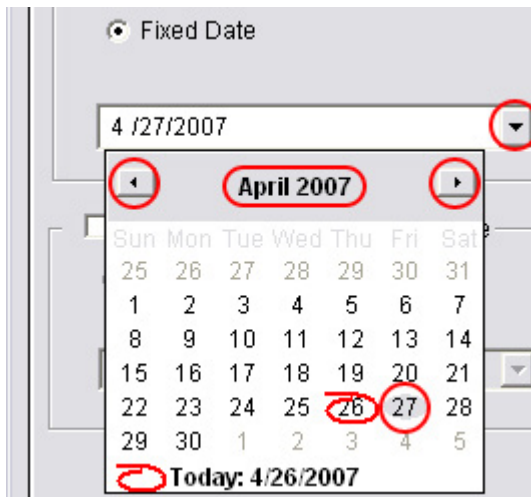 Fixed Date
4 /27/2007
April 2007
Sun Mon Tue Wed Thu Fri Sat
25 26 27 28 29 30 31
1 2 3 4 5 6 7
8 9 10 11 12 13 14
15 16 17 18 19 20 21
22 23 24 25 26 27 28
29 30 1 2 3 4 5
Today: 4/26/2007